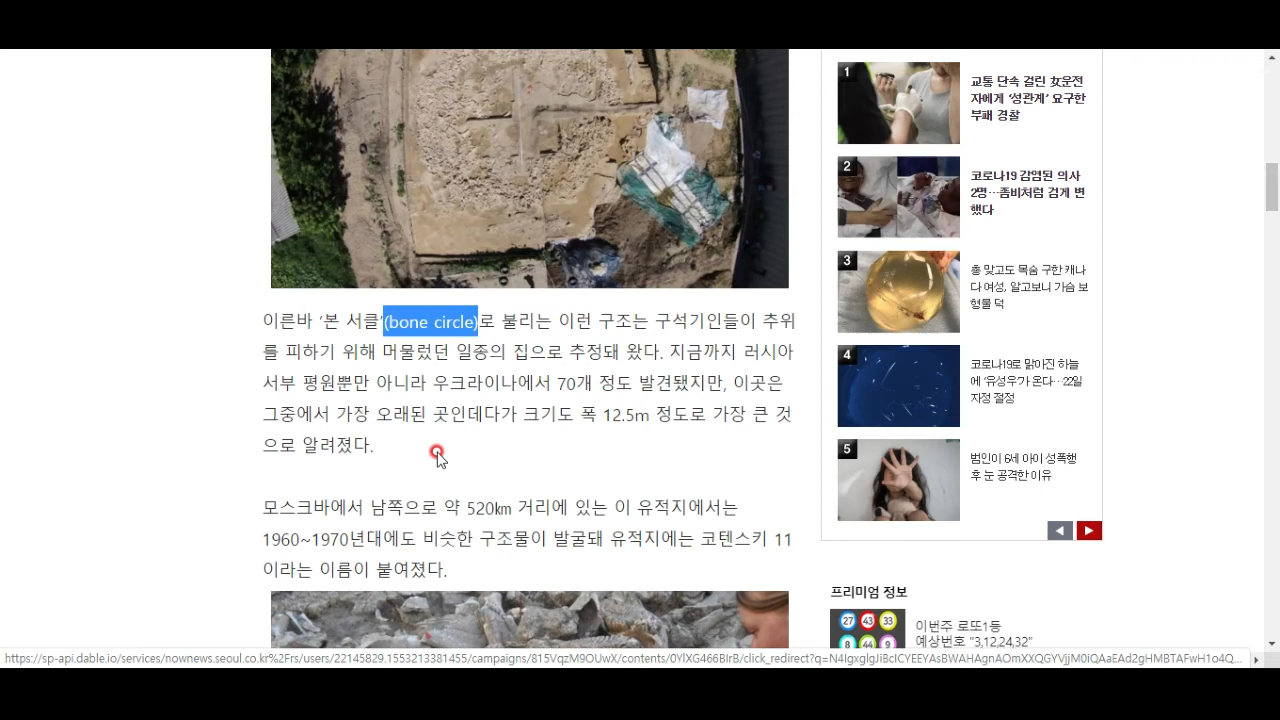 이른바 '본 서클'(bone circle)로 불리는 이런 구조는 구석기인들이 추위
를 피하기 위해 머물렀던 일종의 집으로 추정돼 왔다. 지금까지 러시아
서부 평원뿐만 아니라 우크라이나에서 70개 정도 발견됐지만, 이곳은
그중에서 가장 오래된 곳인데다가 크기도 폭 12.5m 정도로 가장 큰 것
으로 알려졌다.
모스크바에서 남쪽으로 약 520㎞ 거리에 있는 이 유적지에서는
1960~1970년대에도 비슷한 구조물이 발굴돼 유적지에는 코텐스키 11
이라는 이름이 붙여졌다.
1
교통 단속 걸린 女운전
자에게 '성관계' 요구한
부패 경찰
2
코로나19 감염된 의사
2명…좀비처럼 검게 변
했다
3
총 맞고도 목숨 구한 캐나
다 여성, 알고보니 가슴 보
형물 덕
4
코로나19로 맑아진 하늘
에 '유성우'가 온다…22일
자정 절정
5
범인이 6세 아이 성폭행
후 눈 공격한 이유
프리미엄 정보
27 43 33
8 44 9
이번주 로또1등
예상번호 "3,12,24,32"